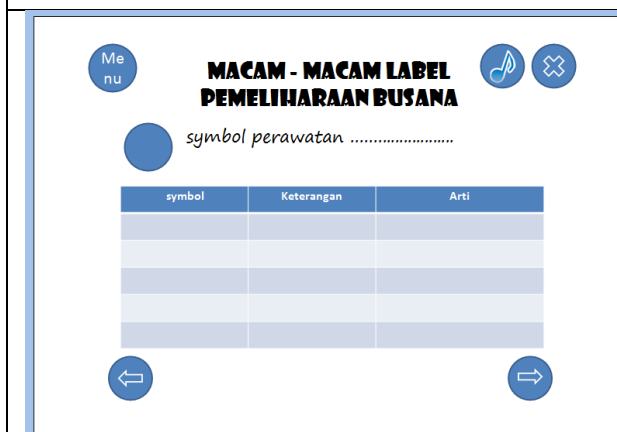 Me
nu
MACAM - MACAM LABEL
PEMELIHARAAN BUSANA
symbol perawatan ........................
symbol Keterangan Arti